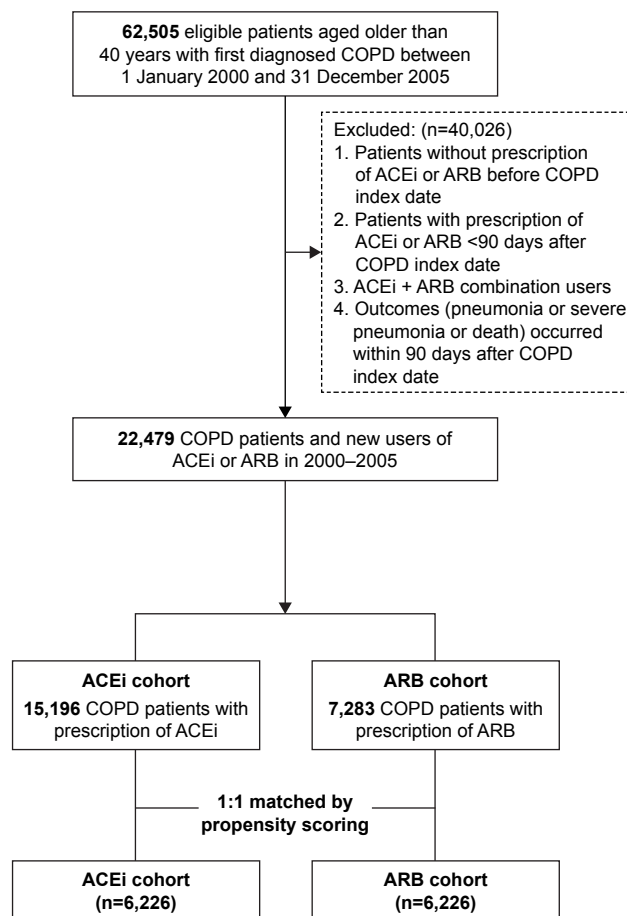 62,505 eligible patients aged older than
40 years with first diagnosed COPD between
1 January 2000 and 31 December 2005
Excluded: (n=40,026)
1. Patients without prescription
of ACEi or ARB before COPD
index date
2. Patients with prescription of
ACEi or ARB <90 days after
COPD index date
3. ACEi + ARB combination users
4. Outcomes (pneumonia or severe
pneumonia or death) occurred
within 90 days after COPD
index date
22,479 COPD patients and new users of
ACEi or ARB in 2000–2005
ACEi cohort
15,196 COPD patients with
prescription of ACEi
ARB cohort
7,283 COPD patients with
prescription of ARB
1:1 matched by
propensity scoring
ACEi cohort
(n=6,226)
ARB cohort
(n=6,226)